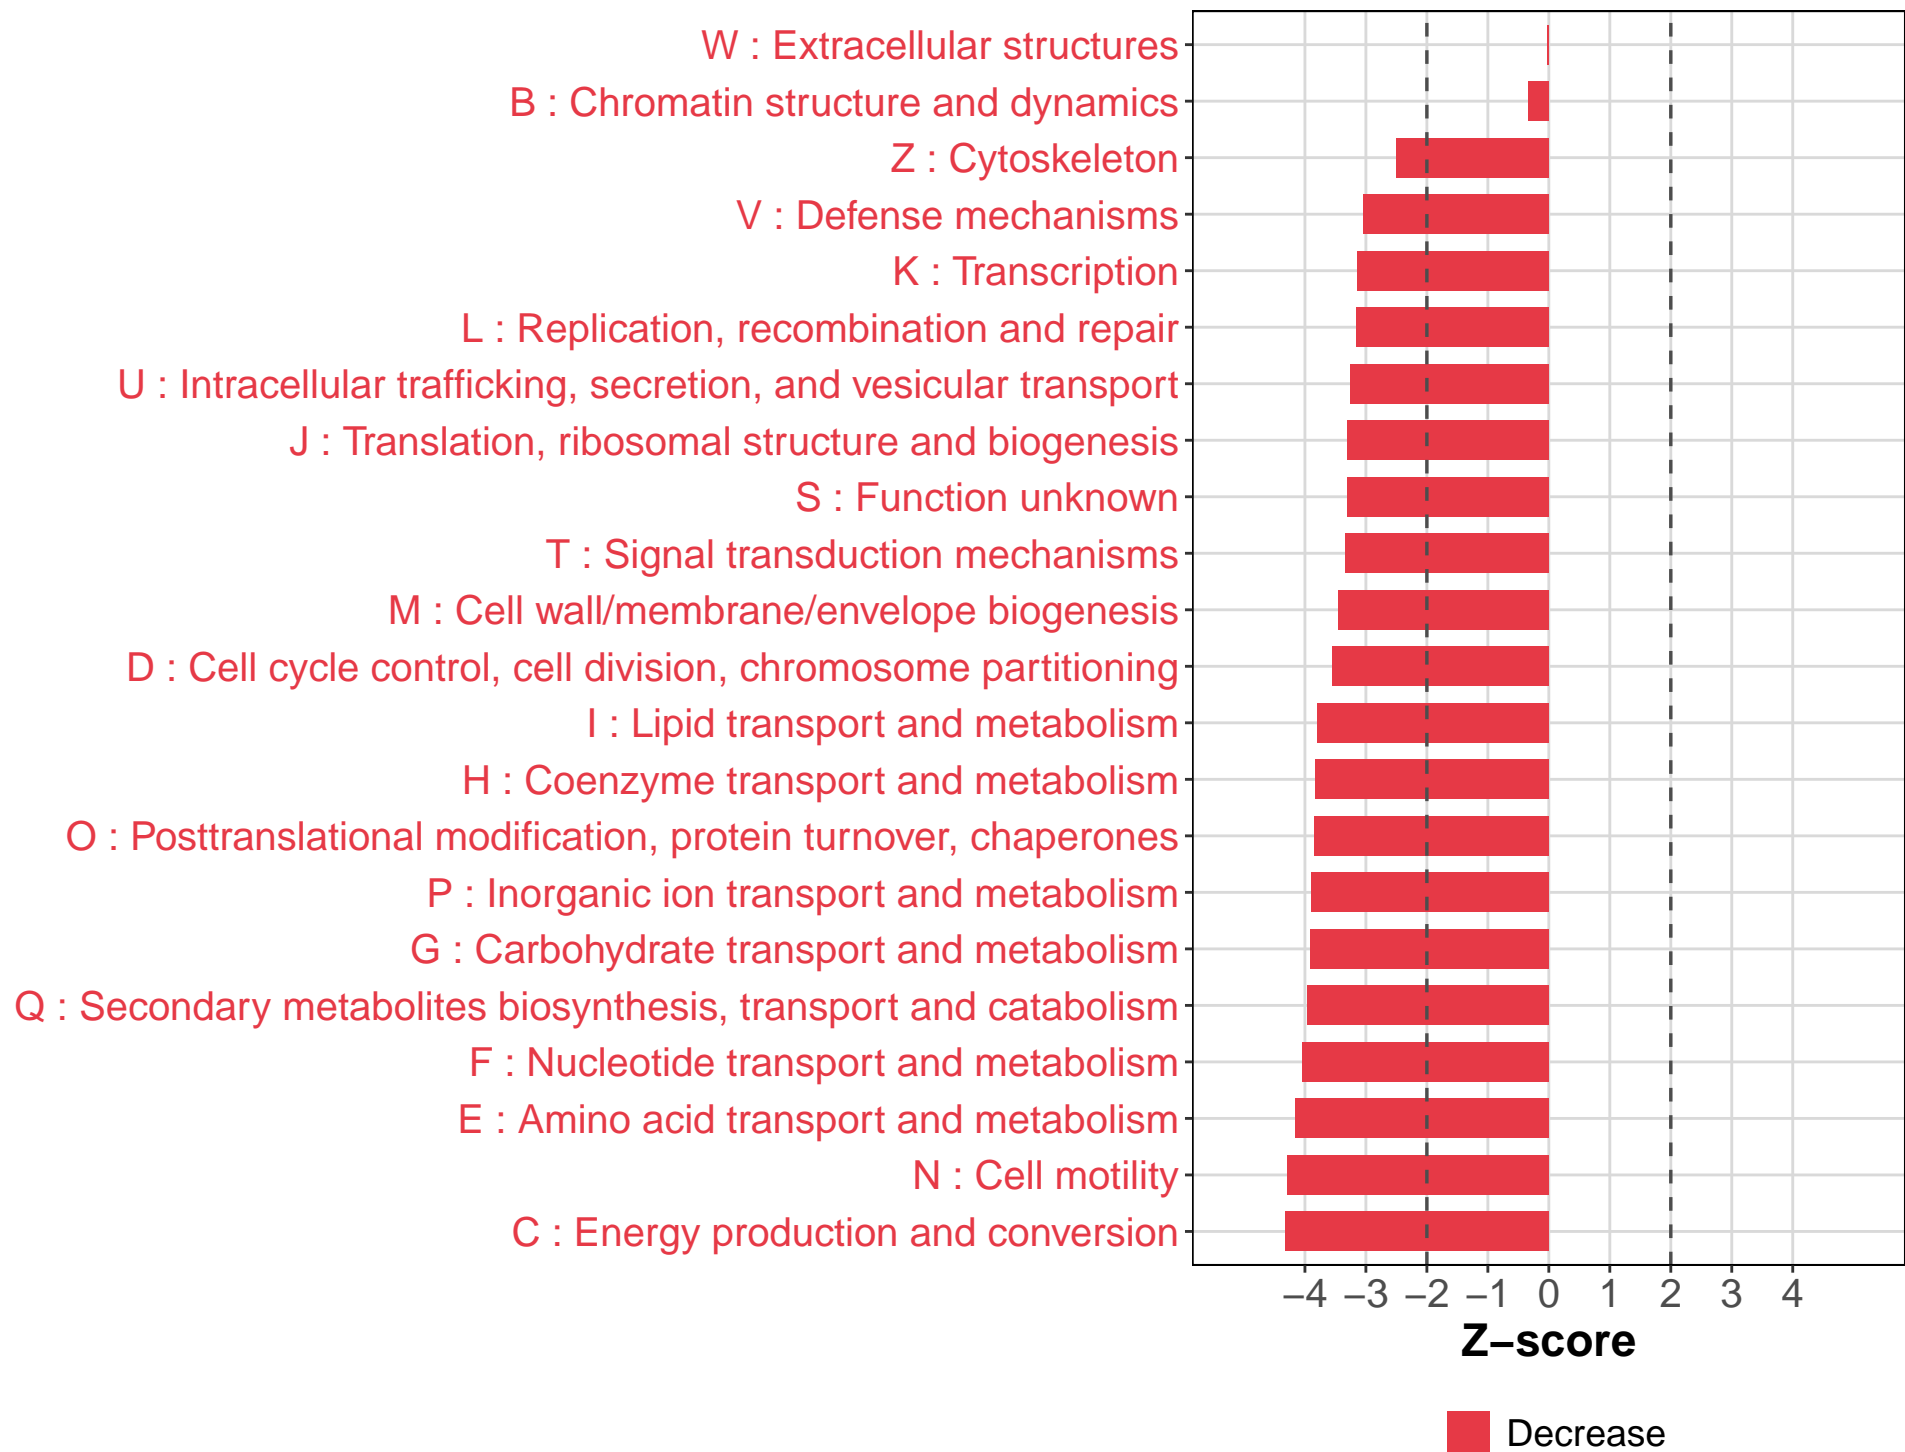 W : Extracellular structures
B : Chromatin structure and dynamics
Z : Cytoskeleton
V : Defense mechanisms
K : Transcription
L : Replication, recombination and repair
U : Intracellular trafficking, secretion, and vesicular transport
J : Translation, ribosomal structure and biogenesis
S : Function unknown
T : Signal transduction mechanisms
M : Cell wall/membrane/envelope biogenesis
D : Cell cycle control, cell division, chromosome partitioning
I : Lipid transport and metabolism
H : Coenzyme transport and metabolism
O : Posttranslational modification, protein turnover, chaperones
P : Inorganic ion transport and metabolism
G : Carbohydrate transport and metabolism
Q : Secondary metabolites biosynthesis, transport and catabolism
F : Nucleotide transport and metabolism
E : Amino acid transport and metabolism
N : Cell motility
C : Energy production and conversion
−4 −3 −2 −1 0 1 2 3 4
Z−score
Decrease